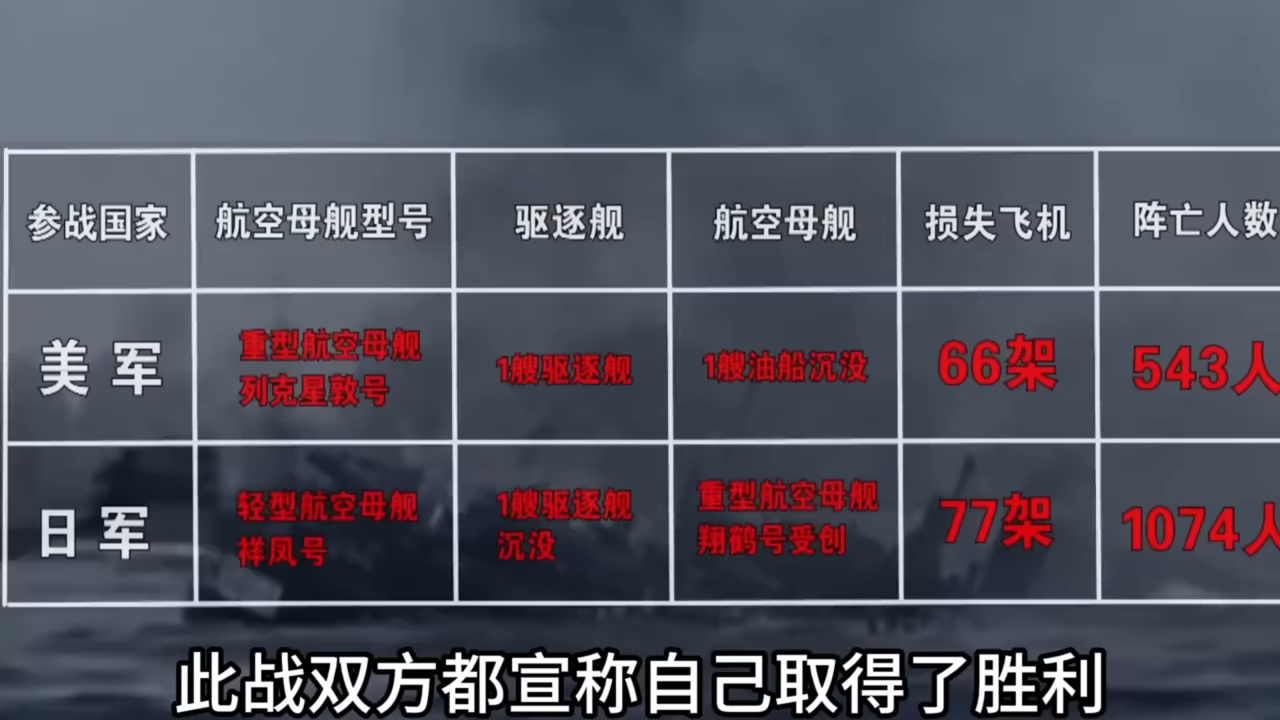 参战国家 航空母舰型号 驱逐舰 航空母舰 损失飞机 阵亡人数
美军 重型航空母舰 1艘驱逐舰 1艘油船沉没 66架 543人
列克星敦号
日军 轻型航空母舰 1艘驱逐舰 重型航空母舰 77架 1074人
祥凤号 沉没 翔鹤号受创
此战双方都宣称自己取得了胜利